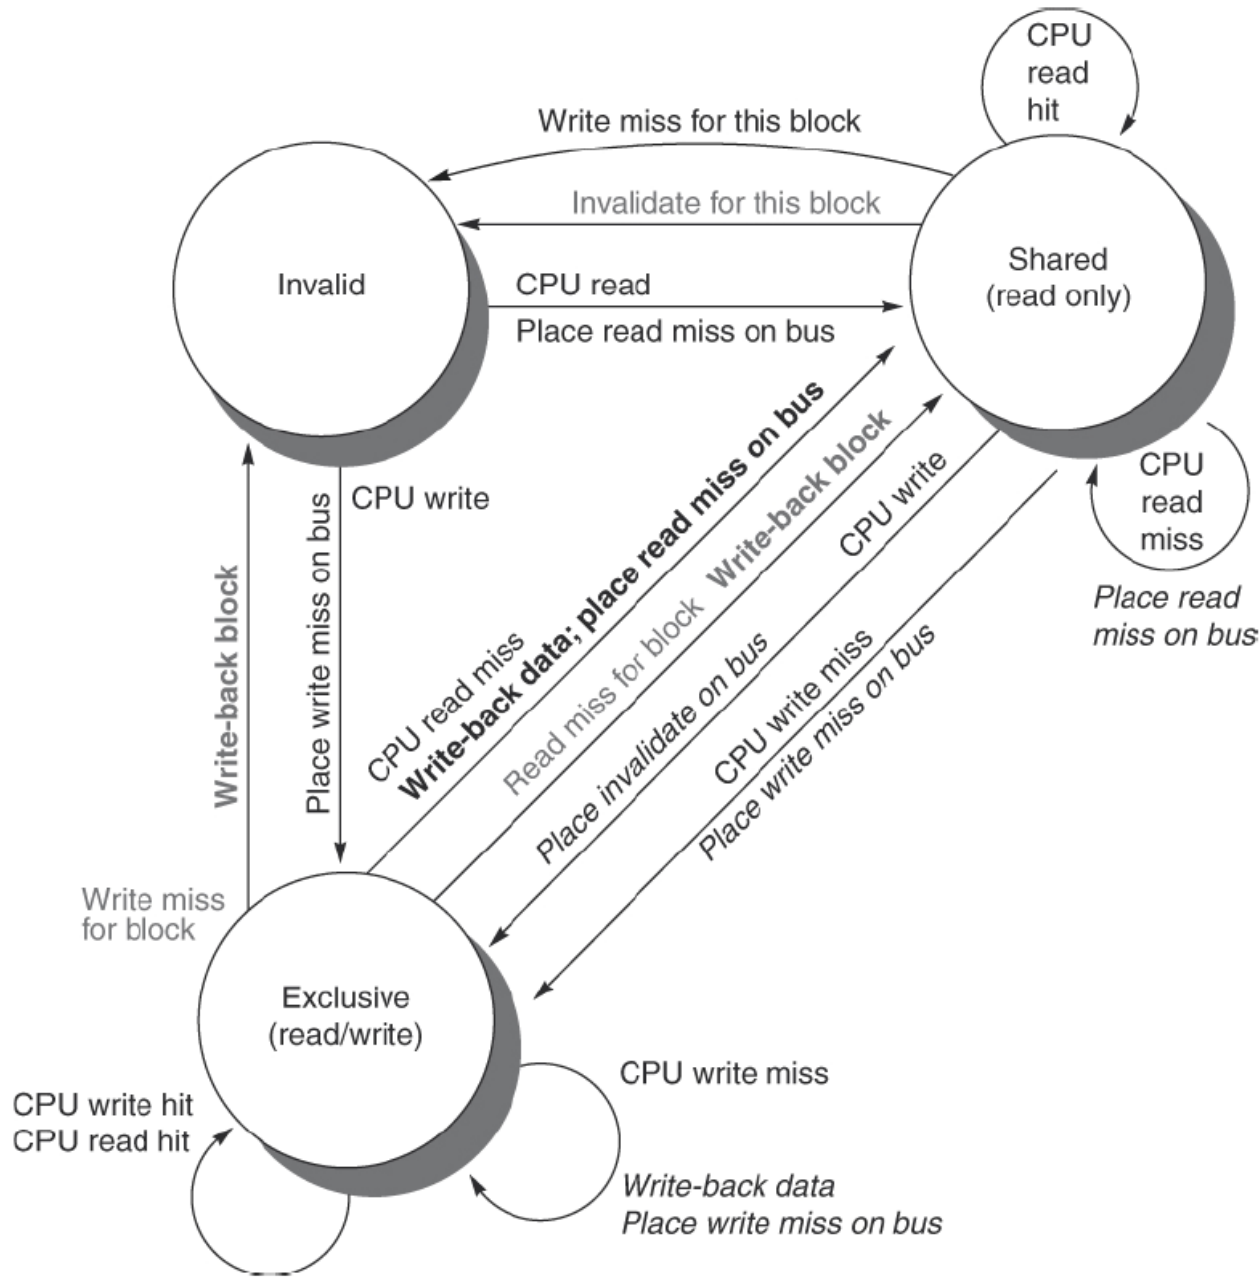 CPU
read
hit
Write miss for this block
Invalidate for this block
Shared
(read only)
Invalid
CPU read
Place read miss on bus
CPU
read
miss
Place read
miss on bus
CPU write
Place write miss on bus
Write-back block
Write miss
for block
CPU read miss
Write-back data; place read miss on bus
Read miss for block Write-back block
CPU write
Place invalidate on bus
CPU write miss
Place write miss on bus
Exclusive
(read/write)
CPU write hit
CPU read hit
CPU write miss
Write-back data
Place write miss on bus